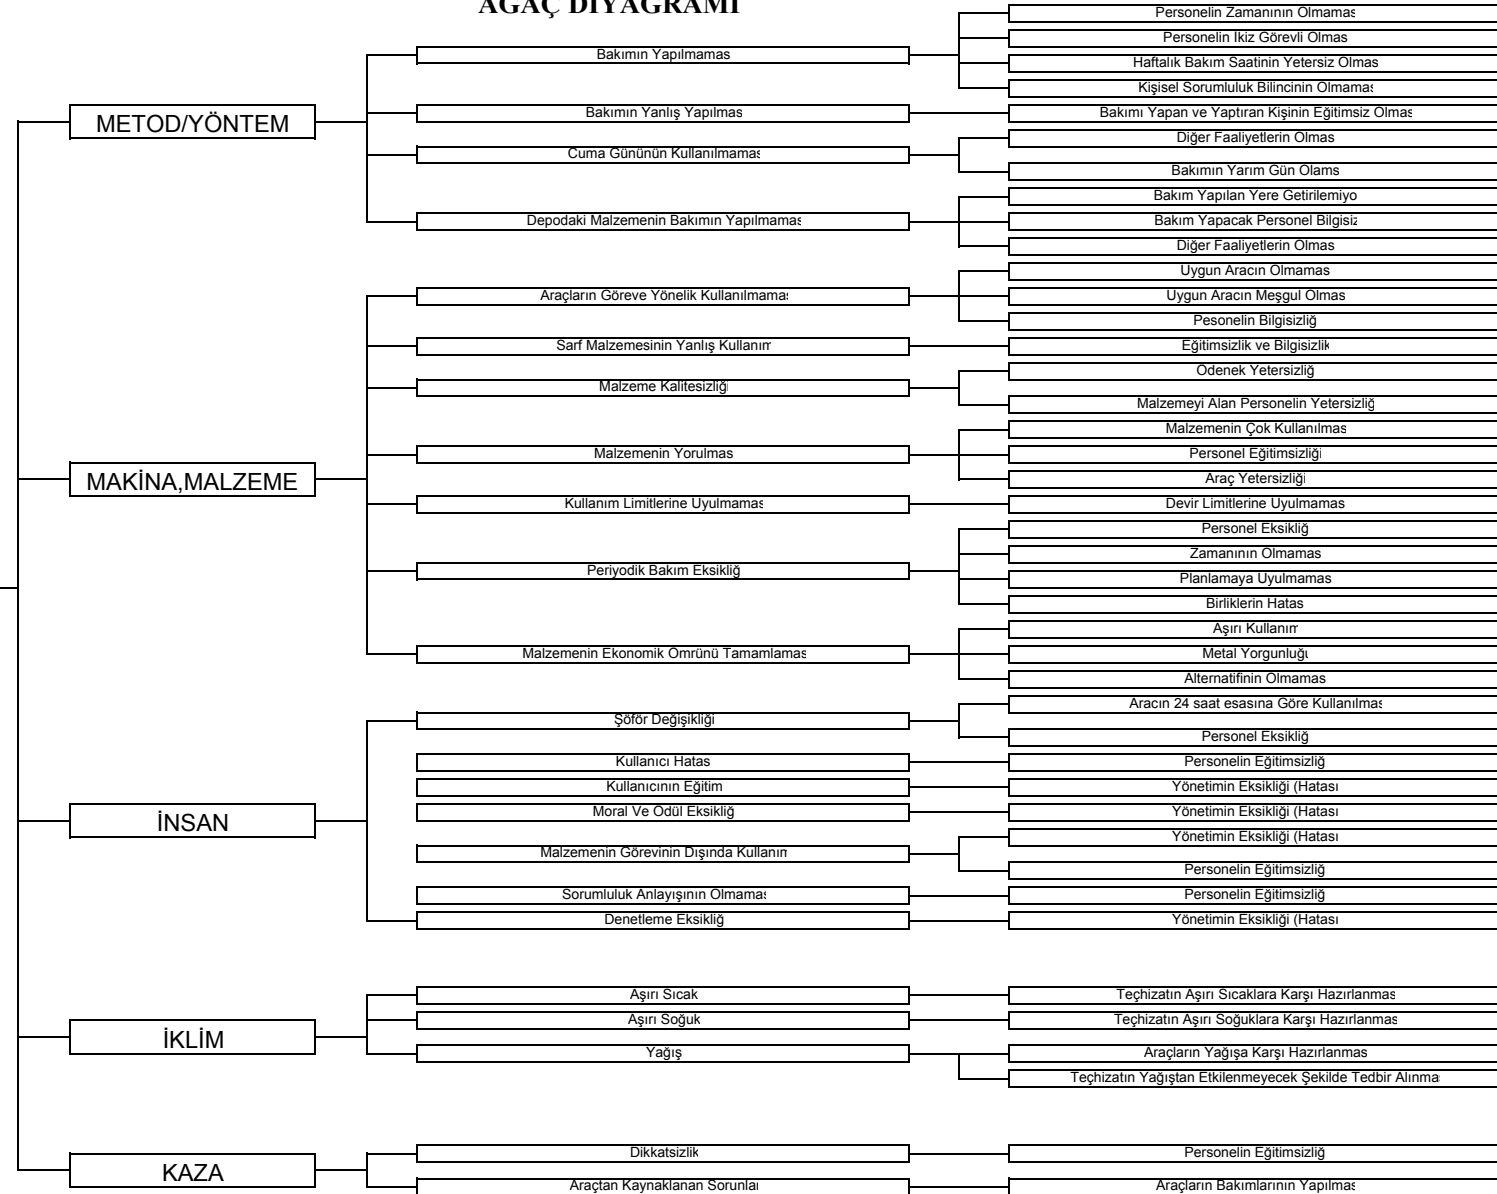 AĞAÇ DİYAGRAMI
METOD/YÖNTEM
Bakımın Yapılmamas
Personelin Zamanının Olmamas
Personelin İkiz Görevli Olmas
Haftalık Bakım Saatinin Yetersiz Olmas
Kişisel Sorumluluk Bilincinin Olmamas
Bakımın Yanlış Yapılmas
Bakımı Yapan ve Yaptıran Kişinin Eğitimsiz Olmas
Cuma Gününün Kullanılmamas
Diğer Faaliyetlerin Olmas
Bakımın Yarım Gün Olams
Depodaki Malzemenin Bakımın Yapılmamas
Bakım Yapılan Yere Getirilemiyo
Bakım Yapacak Personel Bilgisiz
Diğer Faaliyetlerin Olmas
MAKİNA,MALZEME
Araçların Göreve Yönelik Kullanılmamas
Uygun Aracın Olmamas
Uygun Aracın Meşgul Olmas
Pesonelin Bilgisizliğ
Sarf Malzemesinin Yanlış Kullanım
Eğitimsizlik ve Bilgisizlik
Malzeme Kalitesizliği
Ödenek Yetersizliğ
Malzemeyi Alan Personelin Yetersizliğ
Malzemenin Yorulmas
Malzemenin Çok Kullanılmas
Personel Eğitimsizliği
Araç Yetersizliği
Kullanım Limitlerine Uyulmamas
Devir Limitlerine Uyulmamas
Periyodik Bakım Eksikliğ
Personel Eksikliğ
Zamanının Olmamas
Planlamaya Uyulmamas
Birliklerin Hatas
Malzemenin Ekonomik Ömrünü Tamamlamas
Aşırı Kullanım
Metal Yorgunluğu
Alternatifinin Olmamas
İNSAN
Şöför Değişikliği
Aracın 24 saat esasına Göre Kullanılmas
Personel Eksikliğ
Kullanıcı Hatas
Personelin Eğitimsizliğ
Kullanıcının Eğitim
Yönetimin Eksikliği (Hatası
Moral Ve Ödül Eksikliğ
Yönetimin Eksikliği (Hatası
Malzemenin Görevinin Dışında Kullanım
Yönetimin Eksikliği (Hatası
Personelin Eğitimsizliğ
Sorumluluk Anlayışının Olmamas
Personelin Eğitimsizliğ
Denetleme Eksikliğ
Yönetimin Eksikliği (Hatası
İKLİM
Aşırı Sıcak
Teçhizatın Aşırı Sıcaklara Karşı Hazırlanmas
Aşırı Soğuk
Teçhizatın Aşırı Soğuklara Karşı Hazırlanmas
Yağış
Araçların Yağışa Karşı Hazırlanmas
Teçhizatın Yağıştan Etkilenmeyecek Şekilde Tedbir Alınma
KAZA
Dikkatsizlik
Personelin Eğitimsizliğ
Araçtan Kaynaklanan Sorunlar
Araçların Bakımlarının Yapılmas